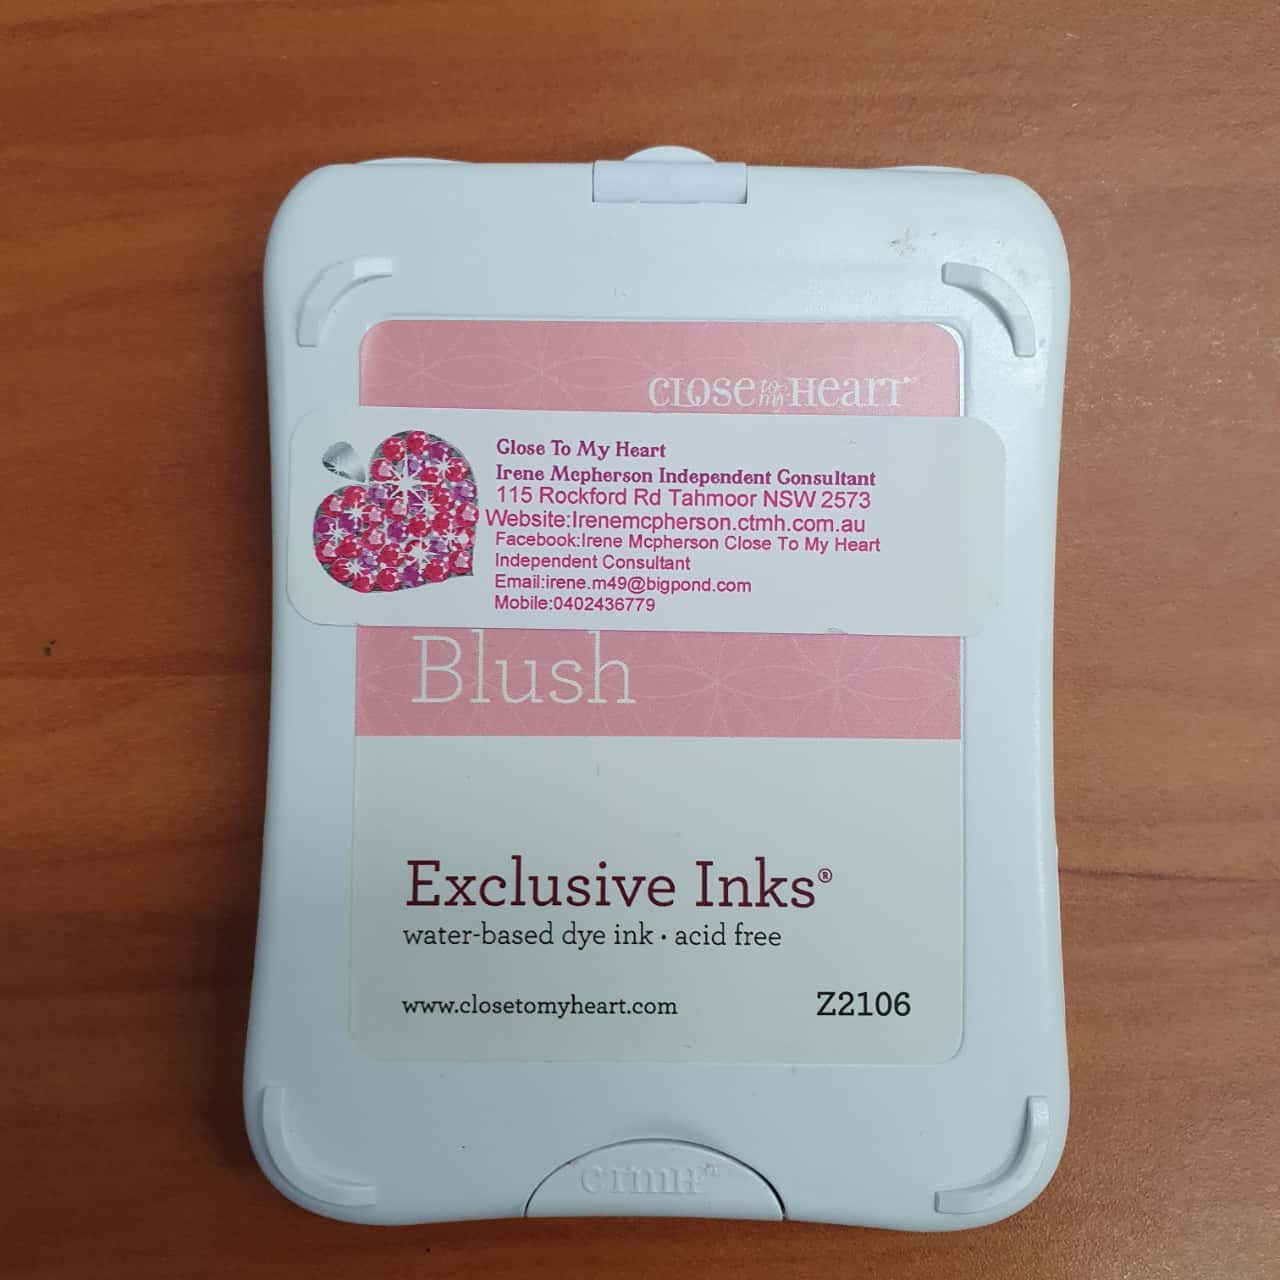 CLOSE to my HEART™
Close To My Heart
Irene Mcpherson Independent Consultant
115 Rockford Rd Tahmoor NSW 2573
Website:Irenemcpherson.ctmh.com.au
Facebook:Irene Mcpherson Close To My Heart
Independent Consultant
Email:irene.m49@bigpond.com
Mobile:0402436779
Blush
Exclusive Inks®
water-based dye ink · acid free
www.closetomyheart.com Z2106
CTMH™